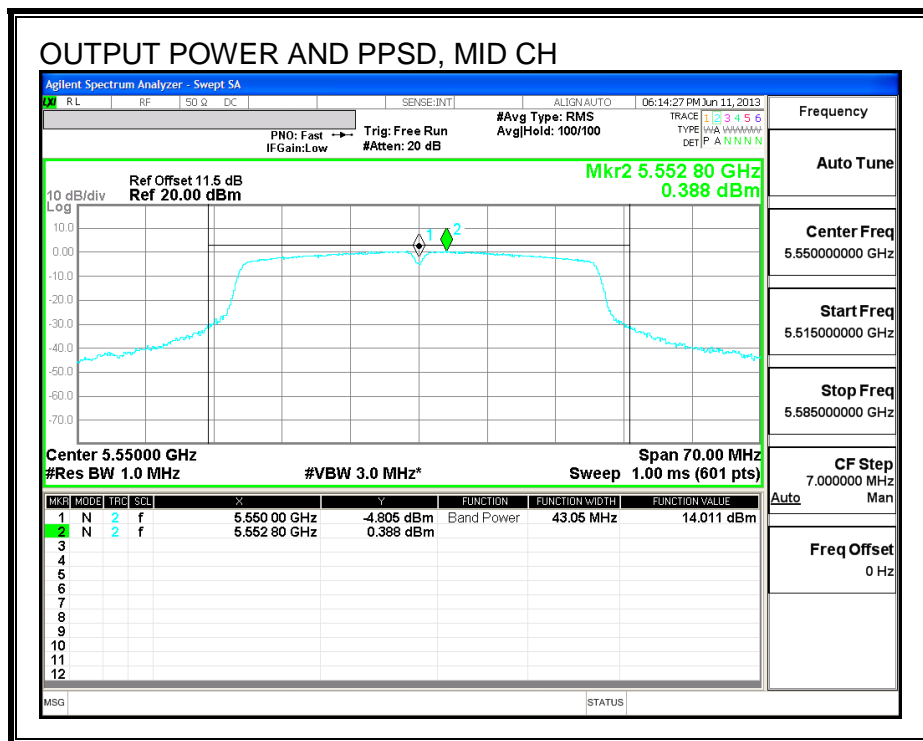 OUTPUT POWER AND PPSD, MID CH
Agilent Spectrum Analyzer - Swept SA
LXI RL RF 50 Ω DC SENSE:INT ALIGNAUTO 06:14:27 PM Jun 11, 2013
PNO: Fast Trig: Free Run #Avg Type: RMS TRACE 1 2 3 4 5 6
IFGain:Low #Atten: 20 dB Avg|Hold: 100/100 TYPE WA WWWW
DET P A N N N N
Mkr2 5.552 80 GHz
0.388 dBm
Ref Offset 11.5 dB
10 dB/div Ref 20.00 dBm
Log
10.0
0.00
-10.0
-20.0
-30.0
-40.0
-50.0
-60.0
-70.0
1 2
Center 5.55000 GHz Span 70.00 MHz
#Res BW 1.0 MHz #VBW 3.0 MHz* Sweep 1.00 ms (601 pts)
MKR MODE TRC SCL X Y FUNCTION FUNCTION WIDTH FUNCTION VALUE
1 N 2 f 5.550 00 GHz -4.805 dBm Band Power 43.05 MHz 14.011 dBm
2 N 2 f 5.552 80 GHz 0.388 dBm
3
4
5
6
7
8
9
10
11
12
MSG STATUS
Frequency
Auto Tune
Center Freq
5.550000000 GHz
Start Freq
5.515000000 GHz
Stop Freq
5.585000000 GHz
CF Step
7.000000 MHz
Auto Man
Freq Offset
0 Hz